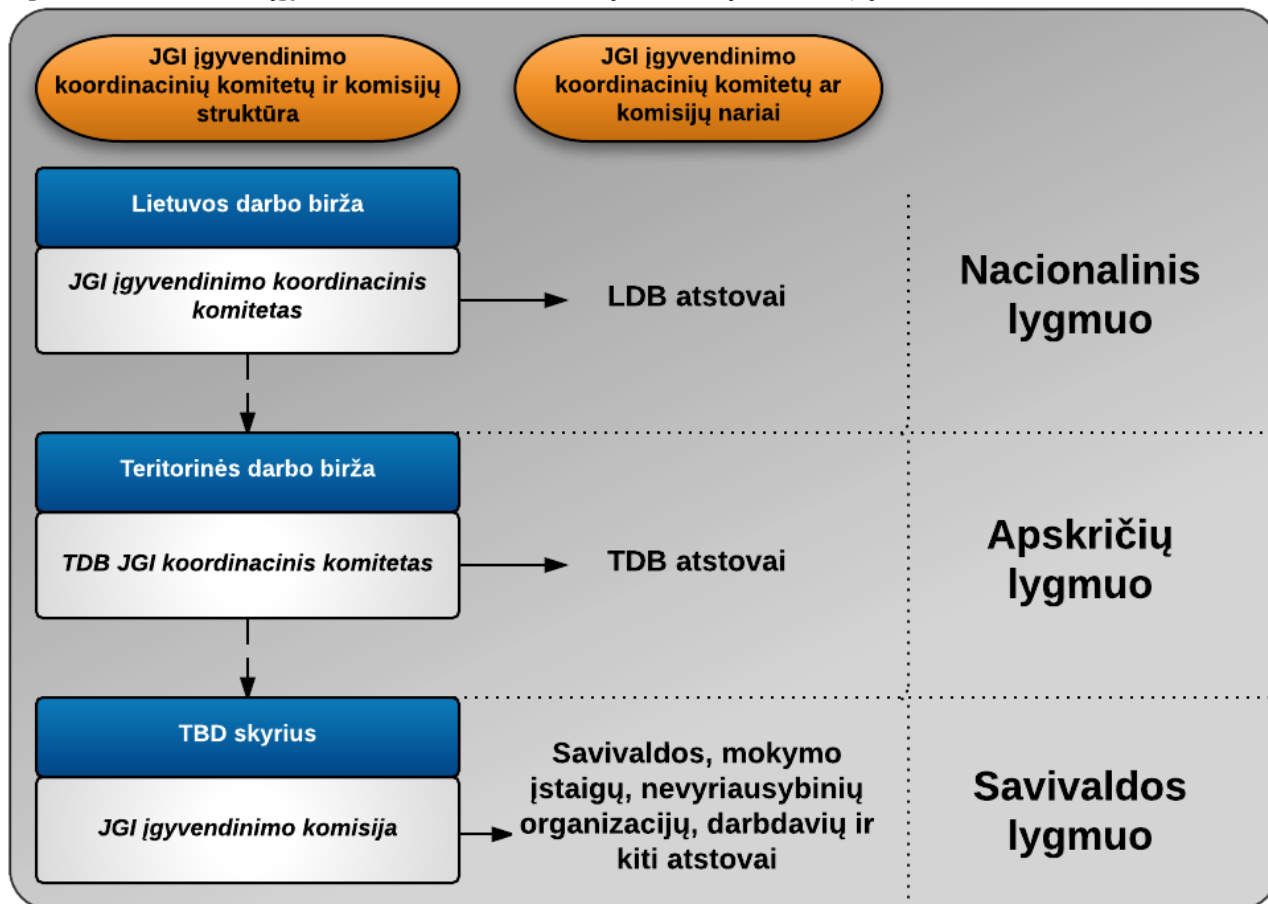 JGI įgyvendinimo
koordinacinių komitetų ir komisijų
struktūra
JGI įgyvendinimo
koordinacinių komitetų ar
komisijų nariai
Lietuvos darbo birža
JGI įgyvendinimo koordinacinis
komitetas
LDB atstovai
Nacionalinis
lygmuo
Teritorinės darbo birža
TDB JGI koordinacinis komitetas
TDB atstovai
Apskričių
lygmuo
TBD skyrius
JGI įgyvendinimo komisija
Savivaldos, mokymo
įstaigų, nevyriausybinių
organizacijų, darbdavių ir
kiti atstovai
Savivaldos
lygmuo